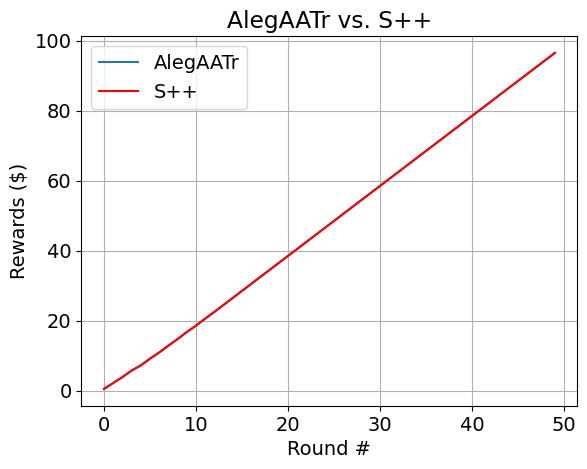 AlegAATr vs. S++
AlegAATr
S++
Rewards ($)
100
80
60
40
20
0
0 10 20 30 40 50
Round #